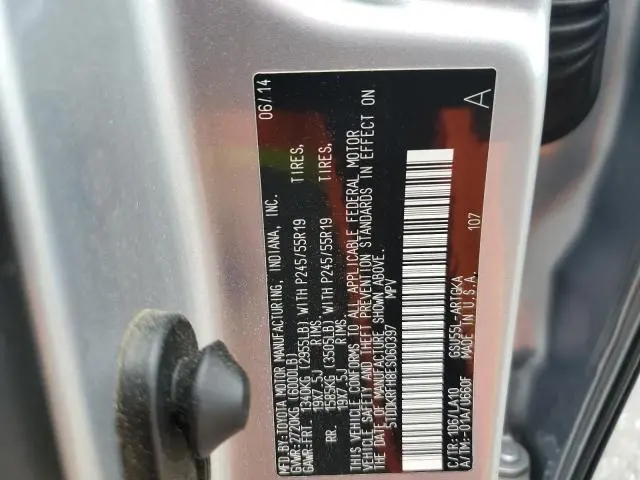 MFD. BY: TOYOTA MOTOR MANUFACTURING, INDIANA, INC. 06/14
GVWR: 2720KG (6000LB)
GAWR: FRT. 1340KG (2955LB) WITH P245/55R19 TIRES,
19X7.5J RIMS,
RR. 1585KG (3505LB) WITH P245/55R19 TIRES,
19X7.5J RIMS,
THIS VEHICLE CONFORMS TO ALL APPLICABLE FEDERAL MOTOR
VEHICLE SAFETY AND THEFT PREVENTION STANDARDS IN EFFECT ON
THE DATE OF MANUFACTURE SHOWN ABOVE.
5TDDKRFH8ES060397 MPV
A
107
C/TR: 1D6/LA10 GSU55L-ARTGKA
A/TM: -01A/U660F MADE IN U.S.A.